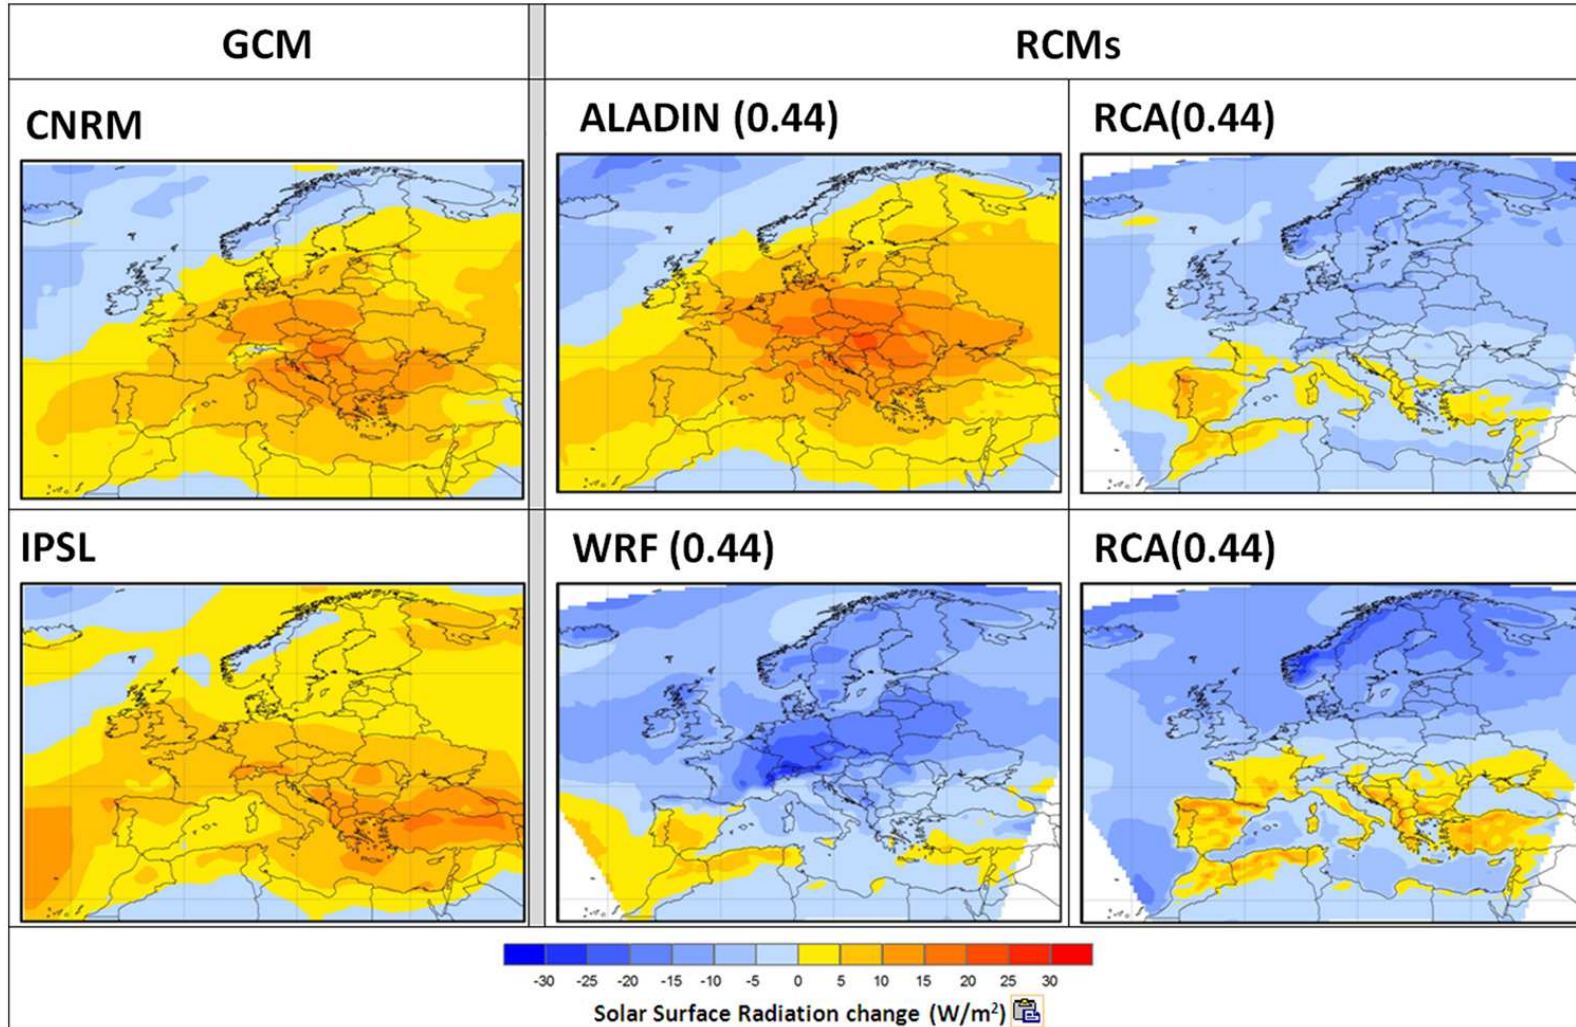 GCM RCMs
CNRM ALADIN (0.44) RCA(0.44)
IPSL WRF (0.44) RCA(0.44)
-30 -25 -20 -15 -10 -5 0 5 10 15 20 25 30
Solar Surface Radiation change (W/m²)